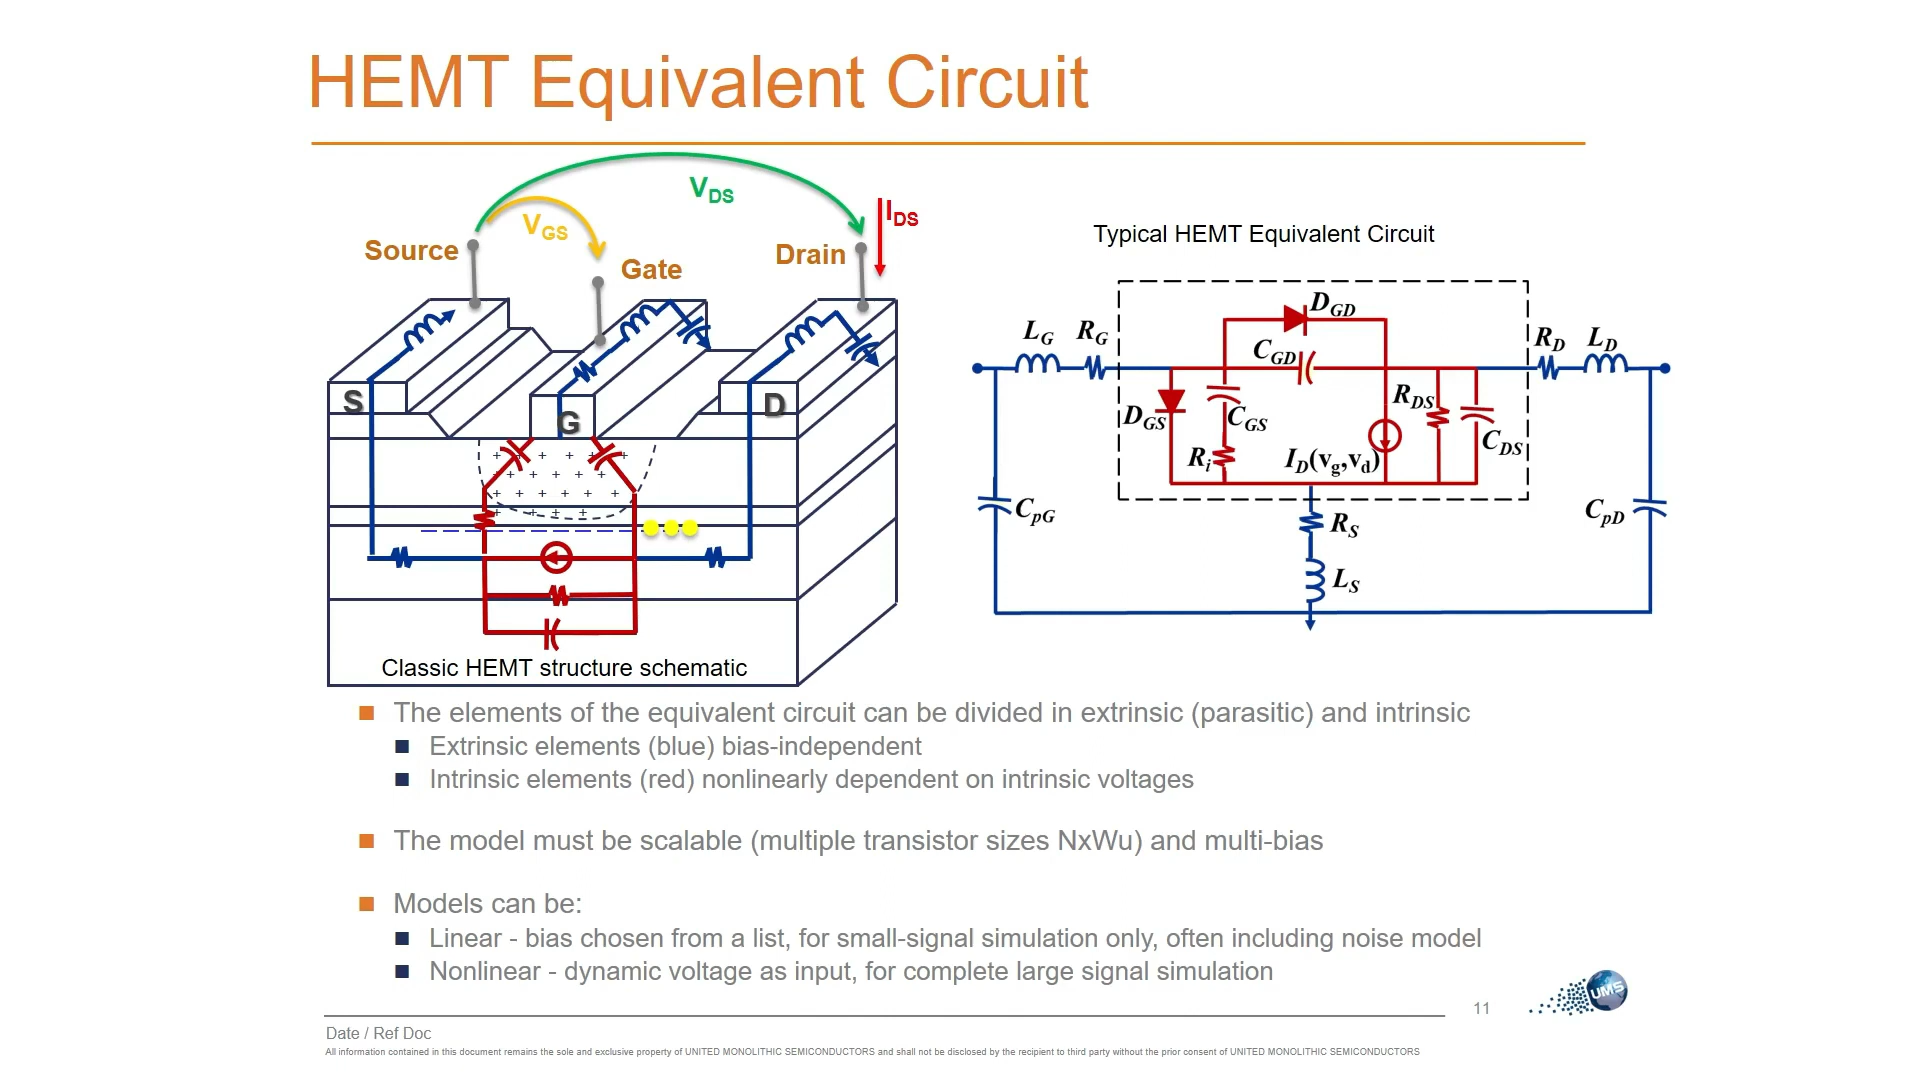 HEMT Equivalent Circuit
V_DS
V_GS
I_DS
Source
Gate
Drain
S
G
D
+ + + +
+ + + + +
+ + + + +
+ + + +
Classic HEMT structure schematic
Typical HEMT Equivalent Circuit
D_GD
L_G R_G
C_GD
R_D L_D
R_DS
D_GS
C_GS
C_DS
R_i
I_D(v_g,v_d)
C_pG
R_S
C_pD
L_S
The elements of the equivalent circuit can be divided in extrinsic (parasitic) and intrinsic
Extrinsic elements (blue) bias-independent
Intrinsic elements (red) nonlinearly dependent on intrinsic voltages
The model must be scalable (multiple transistor sizes NxWu) and multi-bias
Models can be:
Linear - bias chosen from a list, for small-signal simulation only, often including noise model
Nonlinear - dynamic voltage as input, for complete large signal simulation
UMS
11
Date / Ref Doc
All information contained in this document remains the sole and exclusive property of UNITED MONOLITHIC SEMICONDUCTORS and shall not be disclosed by the recipient to third party without the prior consent of UNITED MONOLITHIC SEMICONDUCTORS